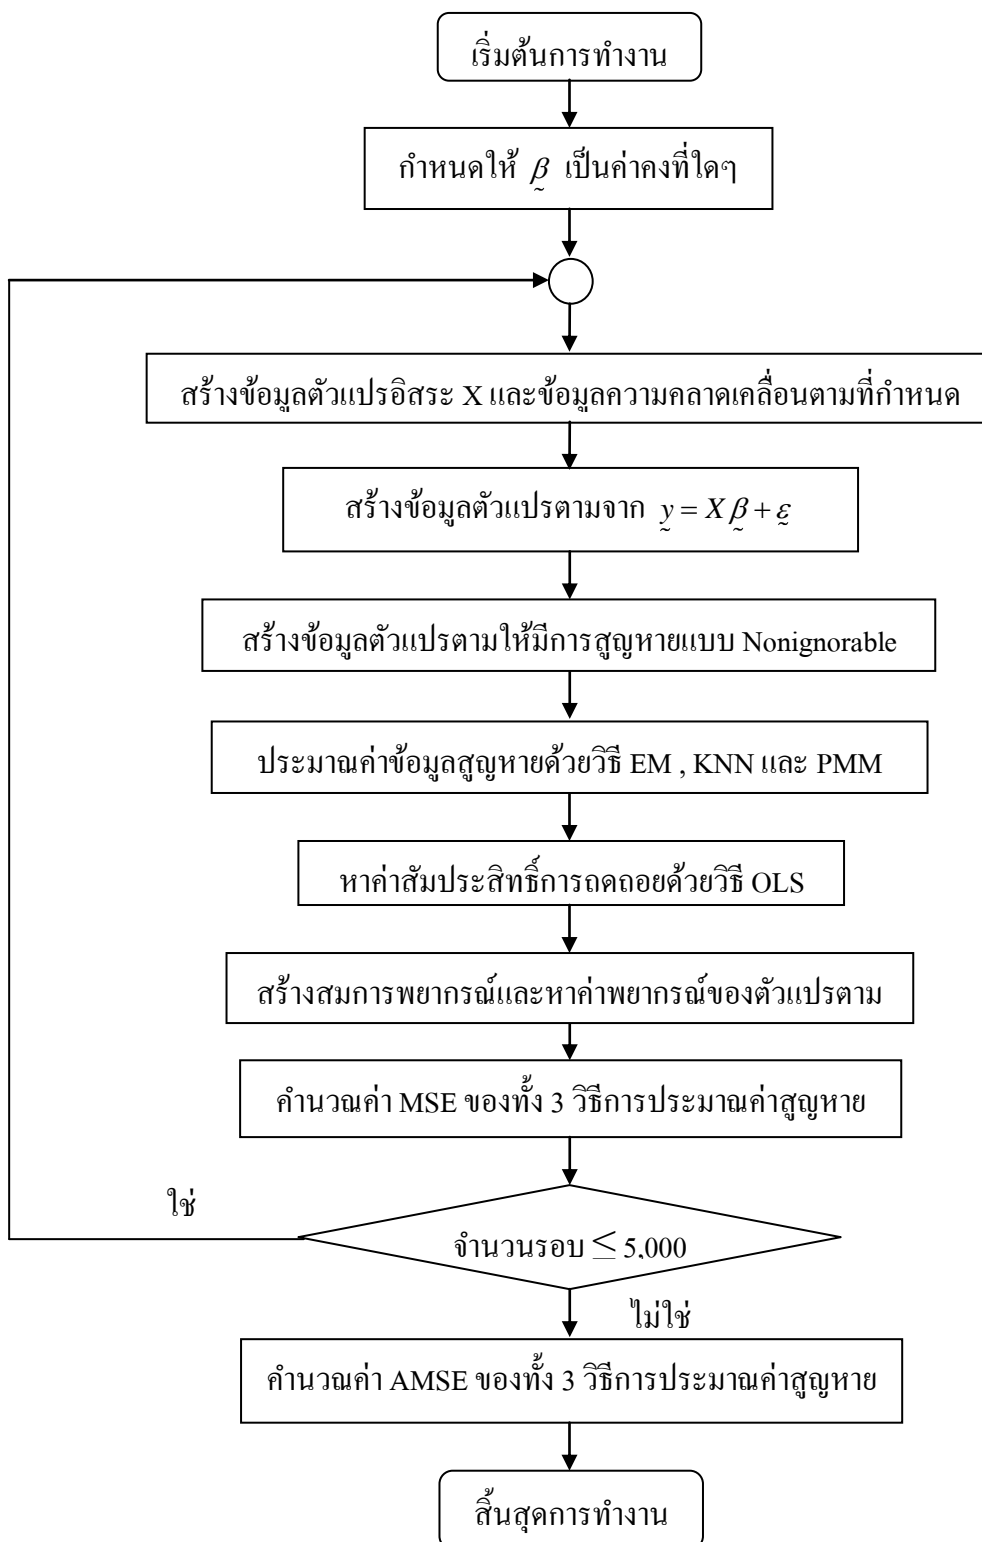 เริ่มต้นการทำงาน
กำหนดให้ β̰ เป็นค่าคงที่ใดๆ
สร้างข้อมูลตัวแปรอิสระ X และข้อมูลความคลาดเคลื่อนตามที่กำหนด
สร้างข้อมูลตัวแปรตามจาก y̰ = Xβ̰ + ε̰
สร้างข้อมูลตัวแปรตามให้มีการสูญหายแบบ Nonignorable
ประมาณค่าข้อมูลสูญหายด้วยวิธี EM , KNN และ PMM
หาค่าสัมประสิทธิ์การถดถอยด้วยวิธี OLS
สร้างสมการพยากรณ์และหาค่าพยากรณ์ของตัวแปรตาม
คำนวณค่า MSE ของทั้ง 3 วิธีการประมาณค่าสูญหาย
ใช่
จำนวนรอบ ≤ 5,000
ไม่ใช่
คำนวณค่า AMSE ของทั้ง 3 วิธีการประมาณค่าสูญหาย
สิ้นสุดการทำงาน